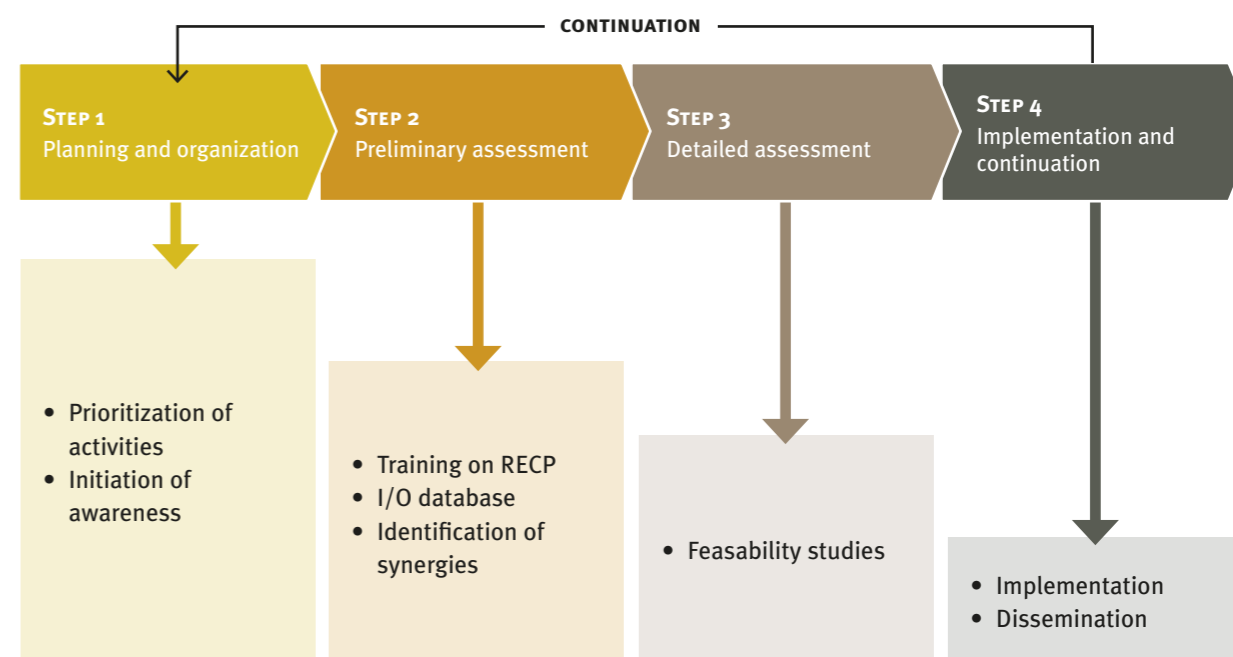 CONTINUATION
STEP 1
Planning and organization
STEP 2
Preliminary assessment
STEP 3
Detailed assessment
STEP 4
Implementation and
continuation
• Prioritization of
activities
• Initiation of
awareness
• Training on RECP
• I/O database
• Identification of
synergies
• Feasability studies
• Implementation
• Dissemination